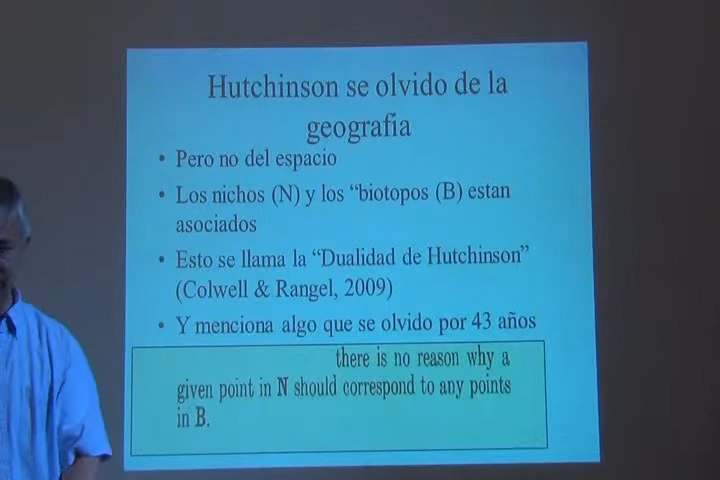 Hutchinson se olvido de la
geografia
• Pero no del espacio
• Los nichos (N) y los “biotopos (B) estan
asociados
• Esto se llama la “Dualidad de Hutchinson”
(Colwell & Rangel, 2009)
• Y menciona algo que se olvido por 43 años
there is no reason why a
given point in N should correspond to any points
in B.